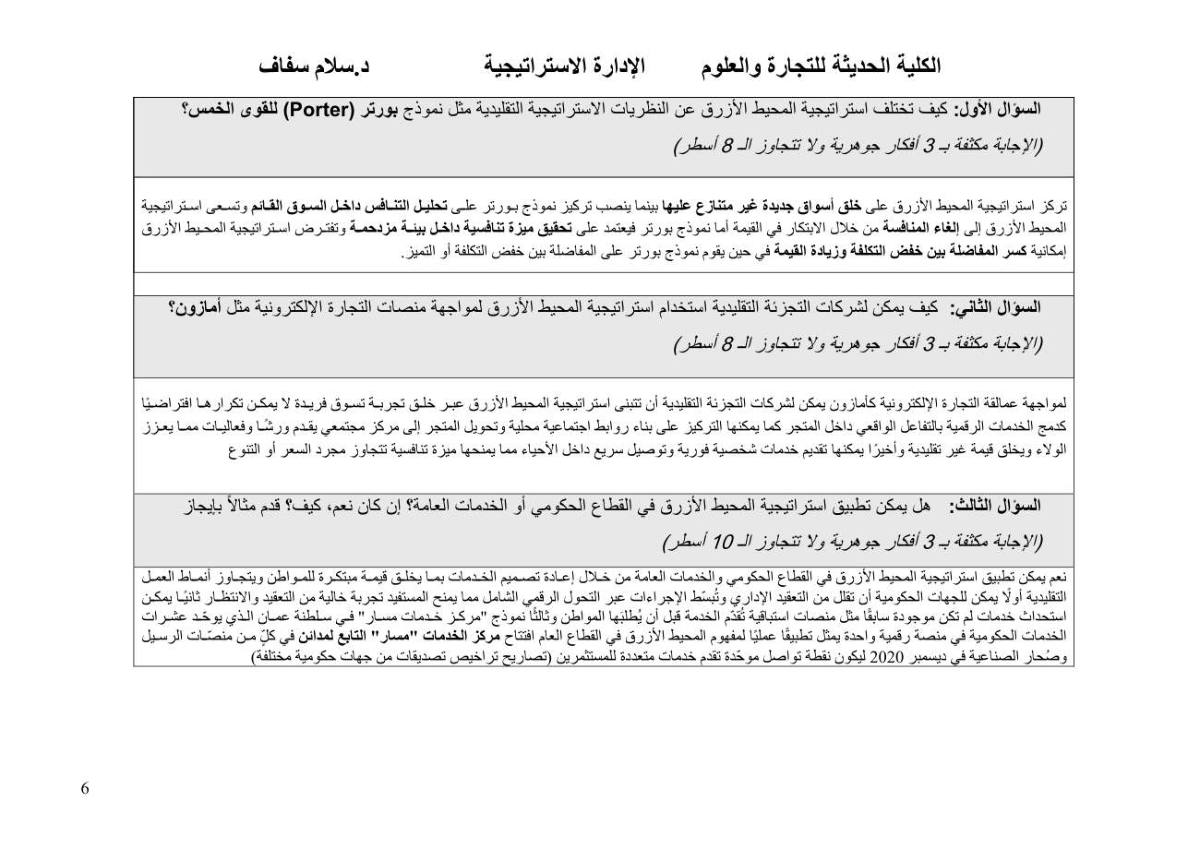 الكلية الحديثة للتجارة والعلوم الإدارة الاستراتيجية د.سلام سفاف
السؤال الأول: كيف تختلف استراتيجية المحيط الأزرق عن النظريات الاستراتيجية التقليدية مثل نموذج بورتر (Porter) للقوى الخمس؟
(الإجابة مكثفة بـ 3 أفكار جوهرية ولا تتجاوز الـ 8 أسطر)
تركز استراتيجية المحيط الأزرق على خلق أسواق جديدة غير متنازع عليها بينما ينصب تركيز نموذج بورتر على تحليل التنافس داخل السوق القائم وتسعى استراتيجية
المحيط الأزرق إلى إلغاء المنافسة من خلال الابتكار في القيمة أما نموذج بورتر فيعتمد على تحقيق ميزة تنافسية داخل بيئة مزدحمة وتفترض استراتيجية المحيط الأزرق
إمكانية كسر المفاضلة بين خفض التكلفة وزيادة القيمة في حين يقوم نموذج بورتر على المفاضلة بين خفض التكلفة أو التميز.
السؤال الثاني: كيف يمكن لشركات التجزئة التقليدية استخدام استراتيجية المحيط الأزرق لمواجهة منصات التجارة الإلكترونية مثل أمازون؟
(الإجابة مكثفة بـ 3 أفكار جوهرية ولا تتجاوز الـ 8 أسطر)
لمواجهة عمالقة التجارة الإلكترونية كأمازون يمكن لشركات التجزئة التقليدية أن تتبنى استراتيجية المحيط الأزرق عبر خلق تجربة تسوق فريدة لا يمكن تكرارها افتراضيًا
كدمج الخدمات الرقمية بالتفاعل الواقعي داخل المتجر كما يمكنها التركيز على بناء روابط اجتماعية محلية وتحويل المتجر إلى مركز مجتمعي يقدم ورشًا وفعاليات مما يعزز
الولاء ويخلق قيمة غير تقليدية وأخيرًا يمكنها تقديم خدمات شخصية فورية وتوصيل سريع داخل الأحياء مما يمنحها ميزة تنافسية تتجاوز مجرد السعر أو التنوع
السؤال الثالث: هل يمكن تطبيق استراتيجية المحيط الأزرق في القطاع الحكومي أو الخدمات العامة؟ إن كان نعم، كيف؟ قدم مثالاً بإيجاز
(الإجابة مكثفة بـ 3 أفكار جوهرية ولا تتجاوز الـ 10 أسطر)
نعم يمكن تطبيق استراتيجية المحيط الأزرق في القطاع الحكومي والخدمات العامة من خلال إعادة تصميم الخدمات بما يخلق قيمة مبتكرة للمواطن ويتجاوز أنماط العمل
التقليدية أولًا يمكن للجهات الحكومية أن تقلل من التعقيد الإداري وتُبسّط الإجراءات عبر التحول الرقمي الشامل مما يمنح المستفيد تجربة خالية من التعقيد والانتظار ثانيًا يمكن
استحداث خدمات لم تكن موجودة سابقًا مثل منصات استباقية تُقدّم الخدمة قبل أن يُطلبَها المواطن وثالثًا نموذج "مركز خدمات مسار" في سلطنة عمان الذي يوحّد عشرات
الخدمات الحكومية في منصة رقمية واحدة يمثل تطبيقًا عمليًا لمفهوم المحيط الأزرق في القطاع العام افتتاح مركز الخدمات "مسار" التابع لمدائن في كلٍّ من منصّات الرسيل
وصُحار الصناعية في ديسمبر 2020 ليكون نقطة تواصل موحّدة تقدم خدمات متعددة للمستثمرين (تصاريح تراخيص تصديقات من جهات حكومية مختلفة)
6